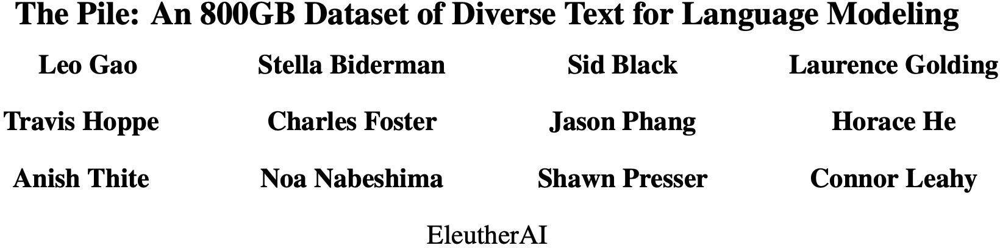 The Pile: An 800GB Dataset of Diverse Text for Language Modeling
Leo Gao Stella Biderman Sid Black Laurence Golding
Travis Hoppe Charles Foster Jason Phang Horace He
Anish Thite Noa Nabeshima Shawn Presser Connor Leahy
EleutherAI